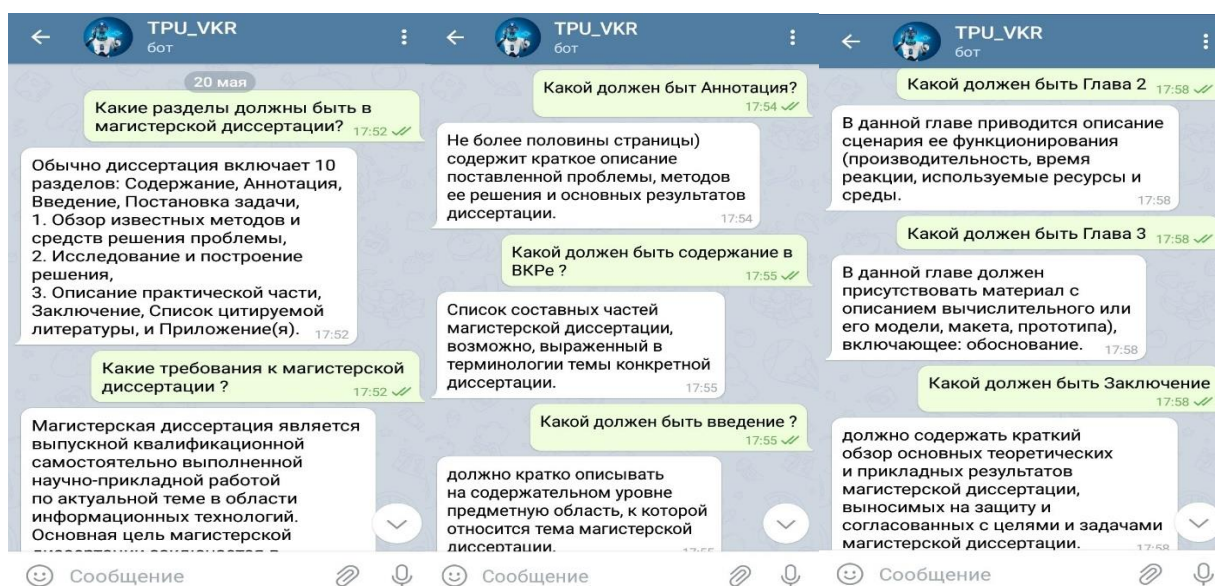 TPU_VKR
бот
20 мая
Какие разделы должны быть в
магистерской диссертации? 17:52
Обычно диссертация включает 10
разделов: Содержание, Аннотация,
Введение, Постановка задачи,
1. Обзор известных методов и
средств решения проблемы,
2. Исследование и построение
решения,
3. Описание практической части,
Заключение, Список цитируемой
литературы, и Приложение(я). 17:52
Какие требования к магистерской
диссертации ? 17:52
Магистерская диссертация является
выпускной квалификационной
самостоятельно выполненной
научно-прикладной работой
по актуальной теме в области
информационных технологий.
Основная цель магистерской
Сообщение
TPU_VKR
бот
Какой должен быт Аннотация?
17:54
Не более половины страницы)
содержит краткое описание
поставленной проблемы, методов
ее решения и основных результатов
диссертации. 17:54
Какой должен быть содержание в
ВКРе ? 17:55
Список составных частей
магистерской диссертации,
возможно, выраженный в
терминологии темы конкретной
диссертации. 17:55
Какой должен быть введение ?
17:55
должно кратко описывать
на содержательном уровне
предметную область, к которой
относится тема магистерской
диссертации. 17:55
Сообщение
TPU_VKR
бот
Какой должен быть Глава 2 17:58
В данной главе приводится описание
сценария ее функционирования
(производительность, время
реакции, используемые ресурсы и
среды. 17:58
Какой должен быть Глава 3 17:58
В данной главе должен
присутствовать материал с
описанием вычислительного или
его модели, макета, прототипа),
включающее: обоснование. 17:58
Какой должен быть Заключение
17:58
должно содержать краткий
обзор основных теоретических
и прикладных результатов
магистерской диссертации,
выносимых на защиту и
согласованных с целями и задачами
магистерской диссертации. 17:58
Сообщение